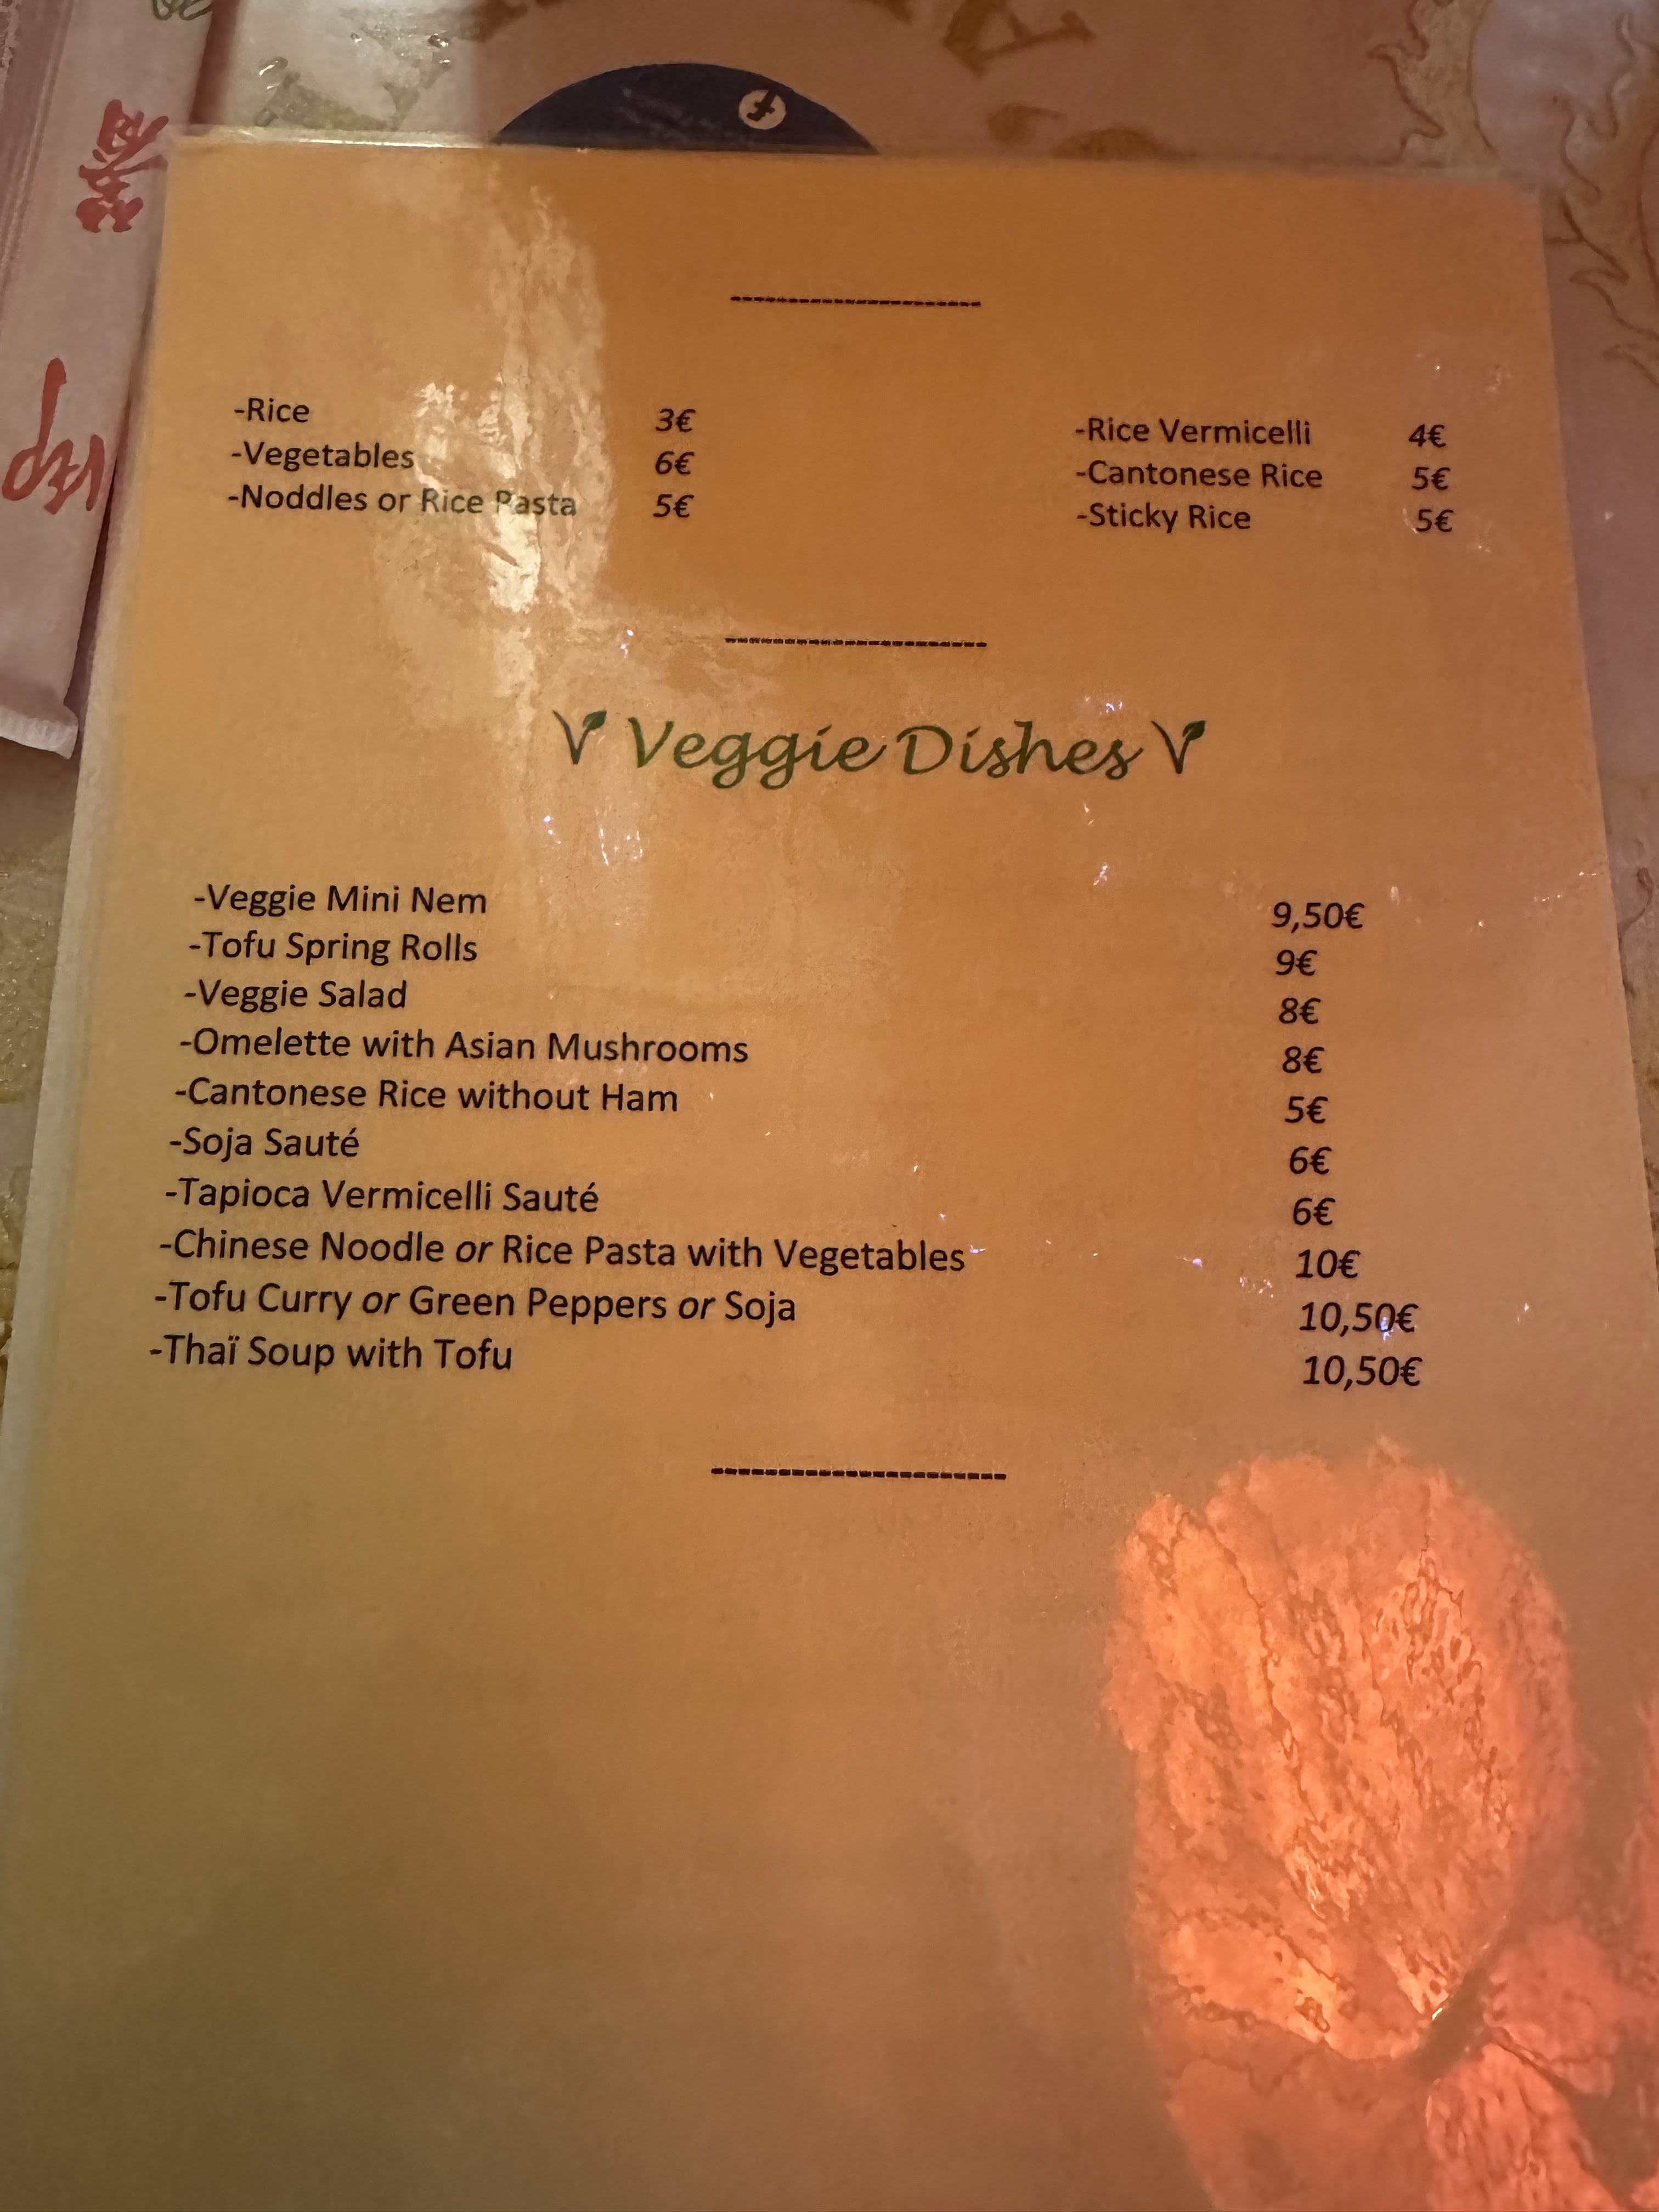 -Rice 3€
-Vegetables 6€
-Noddles or Rice Pasta 5€
-Rice Vermicelli 4€
-Cantonese Rice 5€
-Sticky Rice 5€
Veggie Dishes
-Veggie Mini Nem 9,50€
-Tofu Spring Rolls 9€
-Veggie Salad 8€
-Omelette with Asian Mushrooms 8€
-Cantonese Rice without Ham 5€
-Soja Sauté 6€
-Tapioca Vermicelli Sauté 6€
-Chinese Noodle or Rice Pasta with Vegetables 10€
-Tofu Curry or Green Peppers or Soja 10,50€
-Thaï Soup with Tofu 10,50€